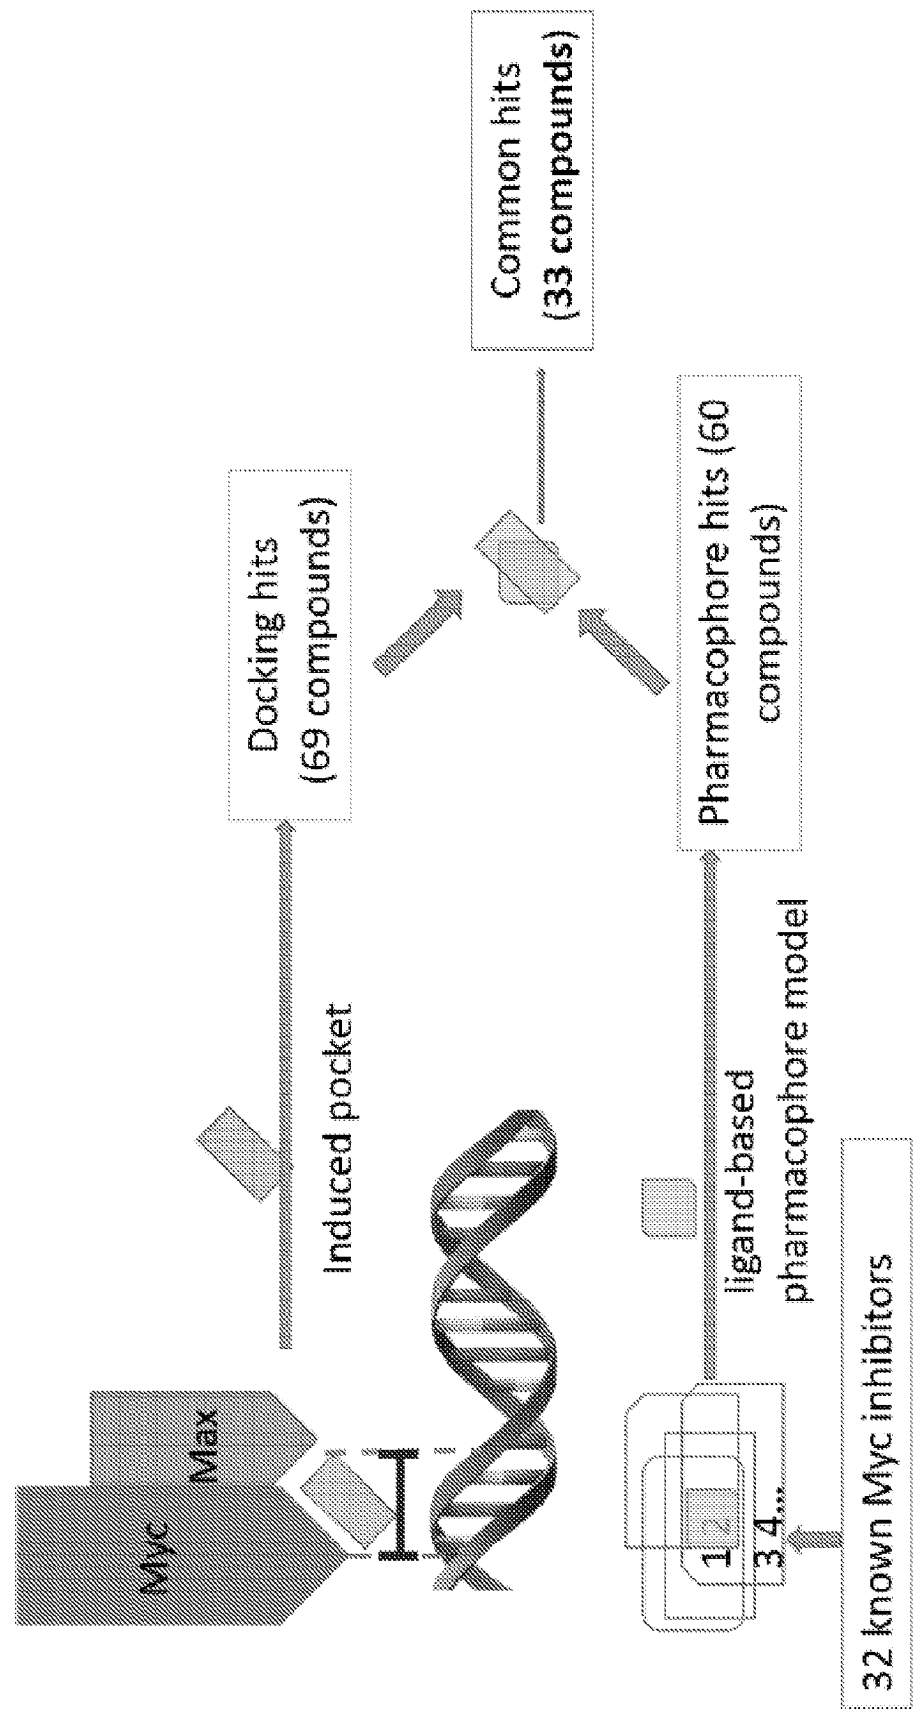 Myc
Max
Induced pocket
Docking hits
(69 compounds)
Common hits
(33 compounds)
1 2
3 4...
32 known Myc inhibitors
ligand-based
pharmacophore model
Pharmacophore hits (60
compounds)